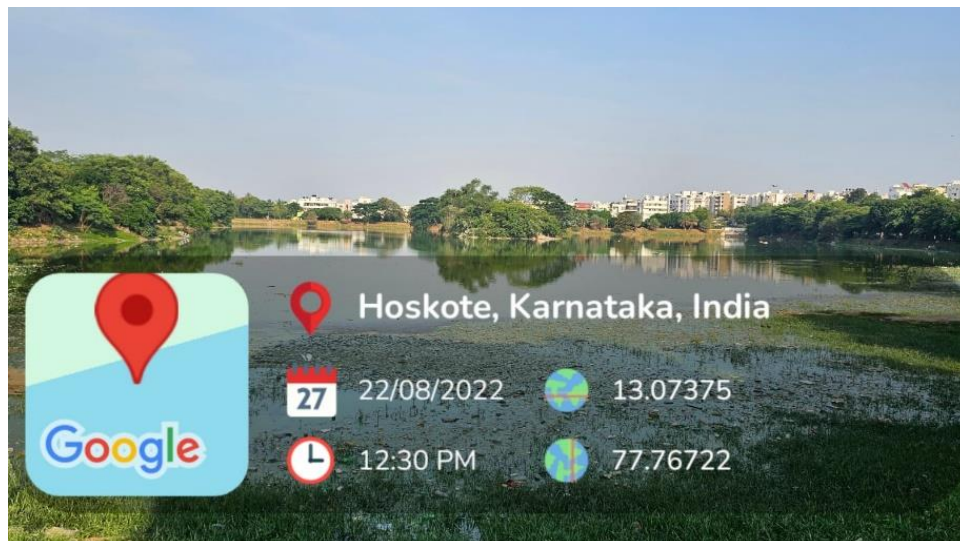 Hoskote, Karnataka, India
27
22/08/2022
13.07375
Google
12:30 PM
77.76722